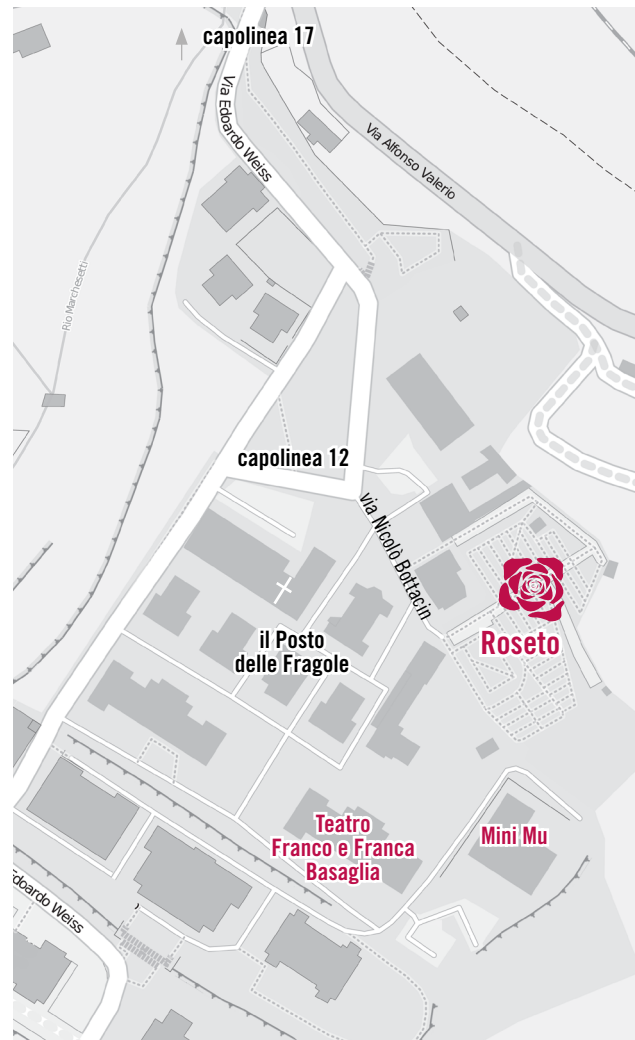 capolinea 17
Via Edoardo Weiss
Via Alfonso Valerio
Rio Marchesetti
capolinea 12
via Nicolò Bottacin
Roseto
il Posto
delle Fragole
Teatro
Franco e Franca
Basaglia
Mini Mu
Edoardo Weiss